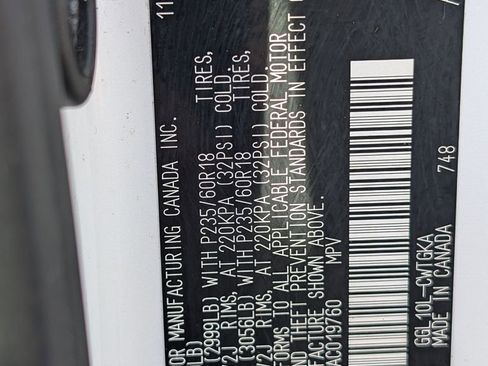 11
OR MANUFACTURING CANADA INC.
LB)
(2999LB) WITH P235/60R18 TIRES,
2J RIMS, AT 220KPA (32PSI) COLD.
(3056LB) WITH P235/60R18 TIRES,
2J RIMS, AT 220KPA (32PSI) COLD.
FORMS TO ALL APPLICABLE FEDERAL MOTOR
ND THEFT PREVENTION STANDARDS IN EFFECT
FACTURE SHOWN ABOVE.
AC019760 MPV
GGL10L-CWTGKA
MADE IN CANADA 748